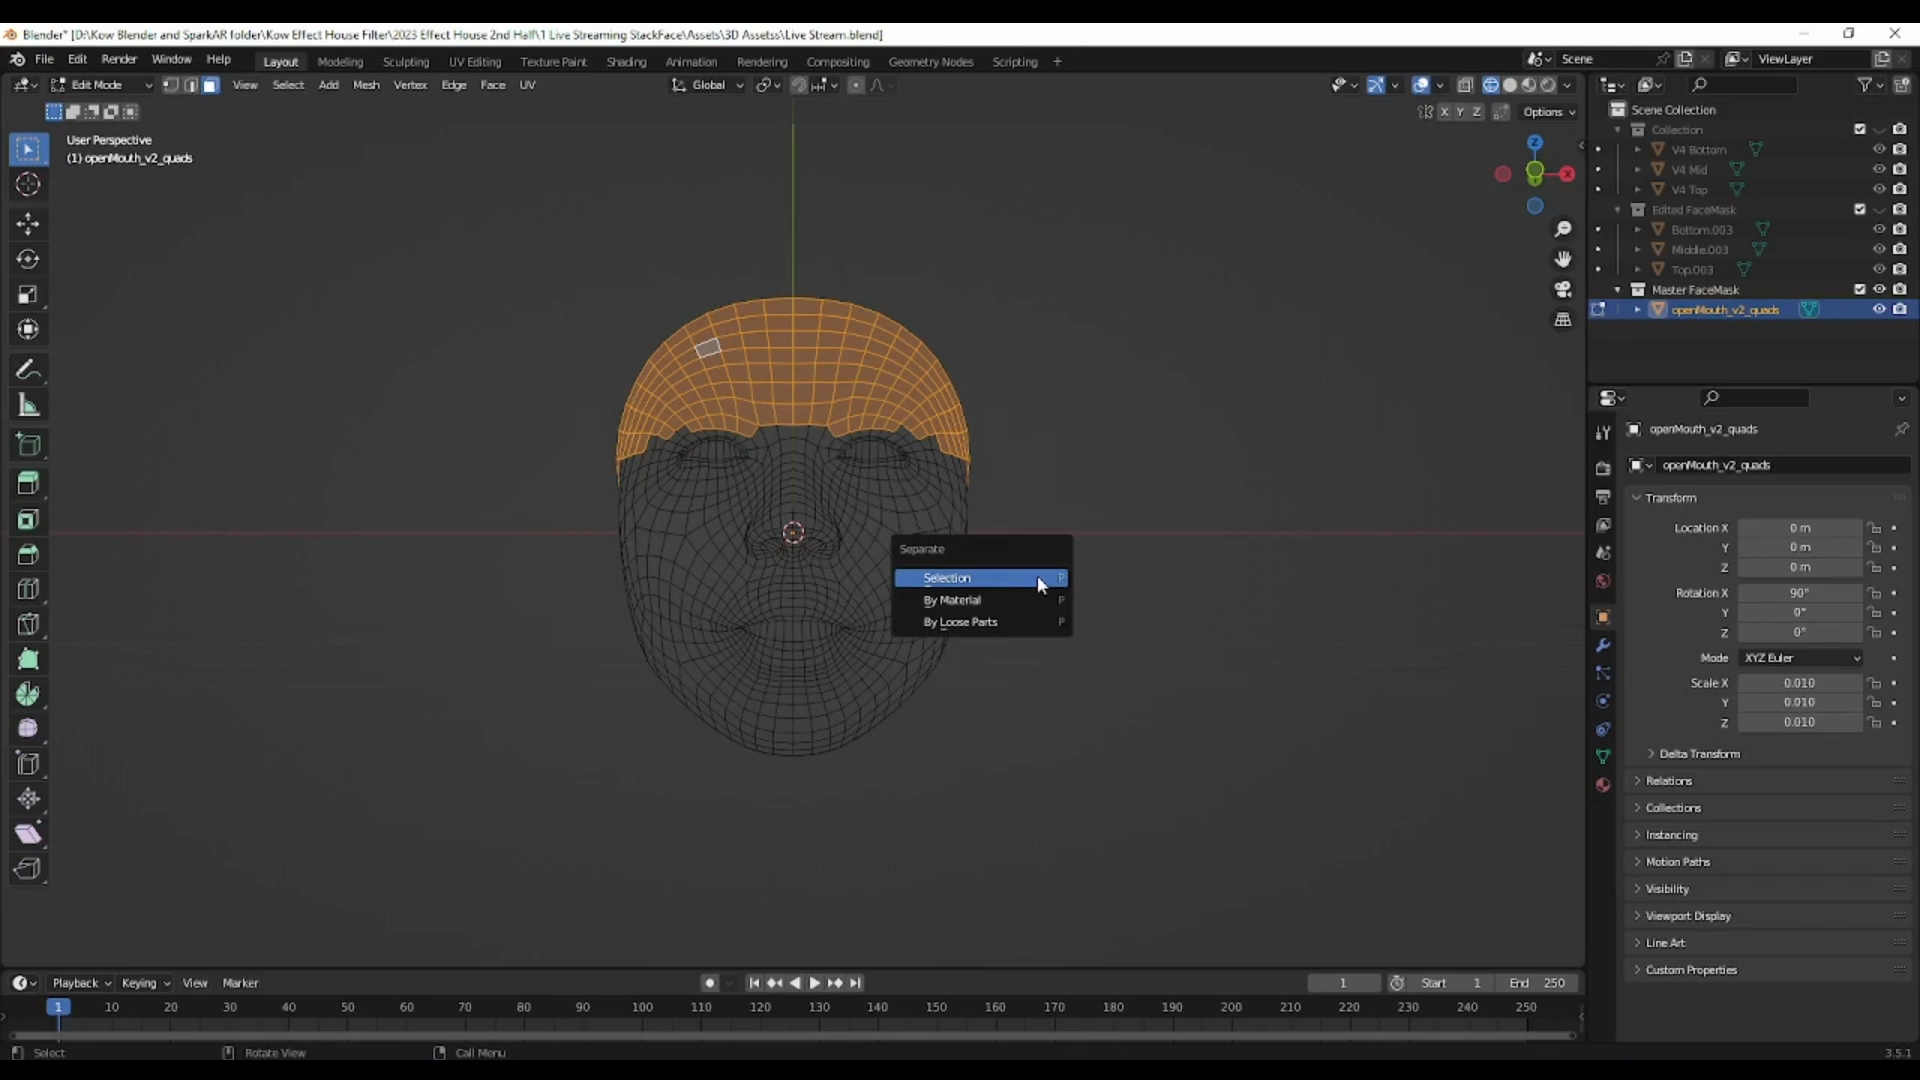 Blender* [D:\Kow Blender and SparkAR folder\Kow Effect House Filter\2023 Effect House 2nd Half\1 Live Streaming StackFace\Assets\3D Assetss\Live Stream.blend]
File Edit Render Window Help
Layout Modeling Sculpting UV Editing Texture Paint Shading Animation Rendering Compositing Geometry Nodes Scripting +
Scene
ViewLayer
Edit Mode View Select Add Mesh Vertex Edge Face UV
Global
X Y Z Options
User Perspective
(1) openMouth_v2_quads
Z
X
Scene Collection
Collection
V4 Bottom
V4 Mid
V4 Top
Edited FaceMask
Bottom.003
Middle.003
Top.003
Master FaceMask
openMouth_v2_quads
Separate
Selection P
By Material P
By Loose Parts P
openMouth_v2_quads
openMouth_v2_quads
Transform
Location X 0 m
Y 0 m
Z 0 m
Rotation X 90°
Y 0°
Z 0°
Mode XYZ Euler
Scale X 0.010
Y 0.010
Z 0.010
Delta Transform
Relations
Collections
Instancing
Motion Paths
Visibility
Viewport Display
Line Art
Custom Properties
Playback Keying View Marker
1 Start 1 End 250
1 10 20 30 40 50 60 70 80 90 100 110 120 130 140 150 160 170 180 190 200 210 220 230 240 250
Select Rotate View Call Menu
3.5.1